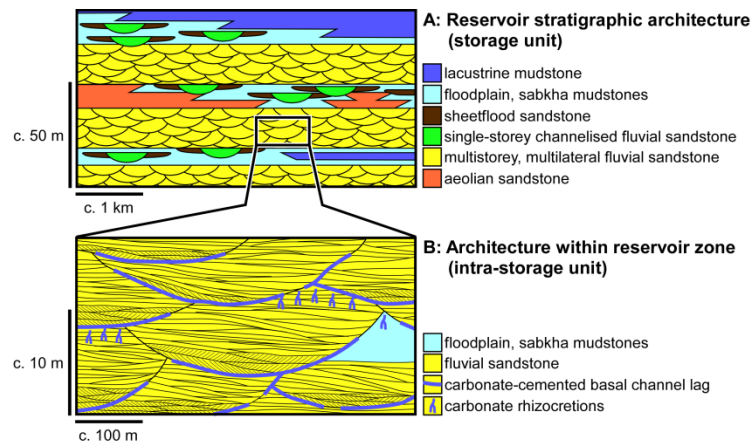 A: Reservoir stratigraphic architecture
(storage unit)
lacustrine mudstone
floodplain, sabkha mudstones
sheetflood sandstone
single-storey channelised fluvial sandstone
multistorey, multilateral fluvial sandstone
aeolian sandstone
c. 50 m
c. 1 km
B: Architecture within reservoir zone
(intra-storage unit)
floodplain, sabkha mudstones
fluvial sandstone
carbonate-cemented basal channel lag
carbonate rhizocretions
c. 10 m
c. 100 m